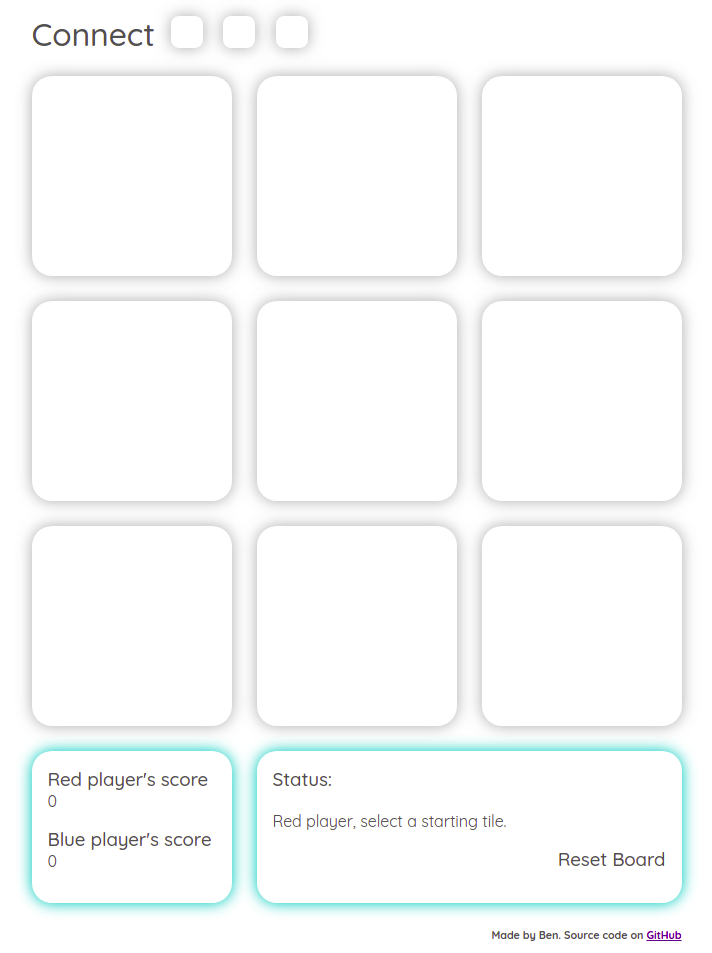 Connect
Red player's score
0
Blue player's score
0
Status:
Red player, select a starting tile.
Reset Board
Made by Ben. Source code on GitHub